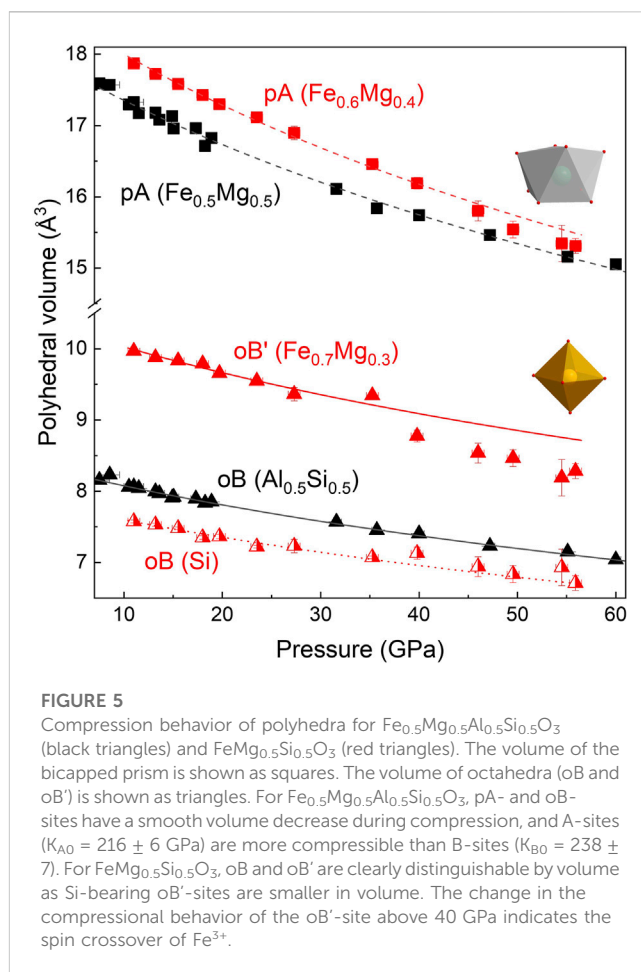 18
17
16
15
10
9
8
7
Polyhedral volume (Å³)
pA (Fe₀.₆Mg₀.₄)
pA (Fe₀.₅Mg₀.₅)
oB' (Fe₀.₇Mg₀.₃)
oB (Al₀.₅Si₀.₅)
oB (Si)
10 20 30 40 50 60
Pressure (GPa)
FIGURE 5
Compression behavior of polyhedra for Fe₀.₅Mg₀.₅Al₀.₅Si₀.₅O₃
(black triangles) and FeMg₀.₅Si₀.₅O₃ (red triangles). The volume of the
bicapped prism is shown as squares. The volume of octahedra (oB and
oB’) is shown as triangles. For Fe₀.₅Mg₀.₅Al₀.₅Si₀.₅O₃, pA- and oB-
sites have a smooth volume decrease during compression, and A-sites
(K_A0 = 216 ± 6 GPa) are more compressible than B-sites (K_B0 = 238 ±
7). For FeMg₀.₅Si₀.₅O₃, oB and oB’ are clearly distinguishable by volume
as Si-bearing oB’-sites are smaller in volume. The change in the
compressional behavior of the oB’-site above 40 GPa indicates the
spin crossover of Fe³⁺.